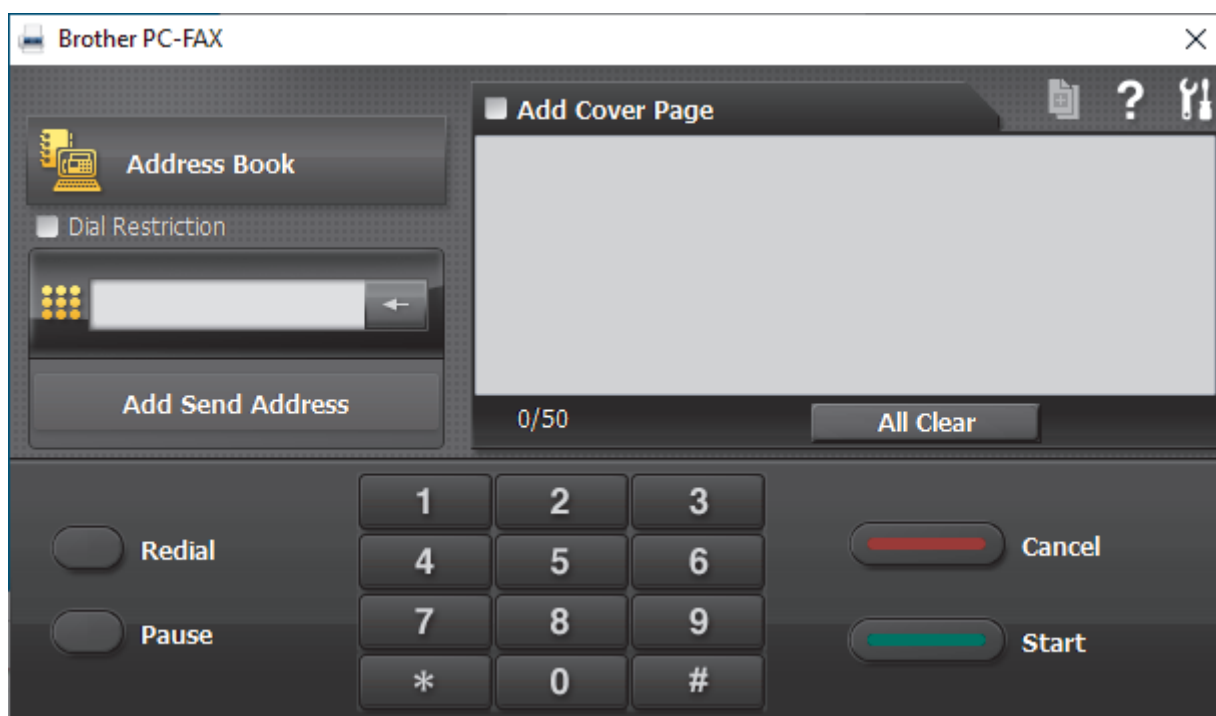 Brother PC-FAX
Add Cover Page
?
Address Book
Dial Restriction
Add Send Address
0/50
All Clear
1 2 3
Redial
4 5 6
Cancel
Pause
7 8 9
Start
* 0 #